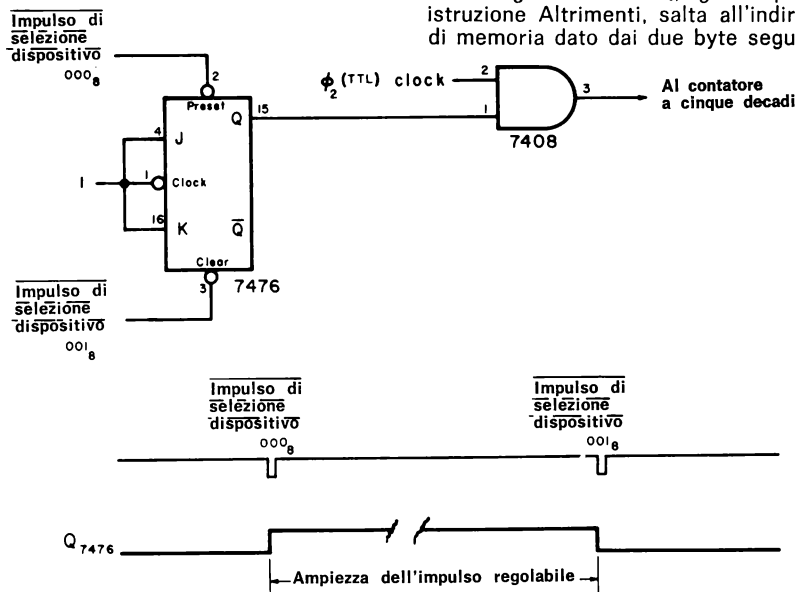 istruzione Altrimenti, salta all'indir
di memoria dato dai due byte segu
Impulso di
selezione
dispositivo
000₈
2
Preset
Q
15
4
J
1
1
Clock
16
K
Q̅
Clear
3
7476
ϕ₂ (TTL) clock
2
1
3
7408
Al contatore
a cinque decadi
Impulso di
selezione
dispositivo
001₈
Impulso di
selezione
dispositivo
000₈
Impulso di
selezione
dispositivo
001₈
Q₇₄₇₆
Ampiezza dell'impulso regolabile